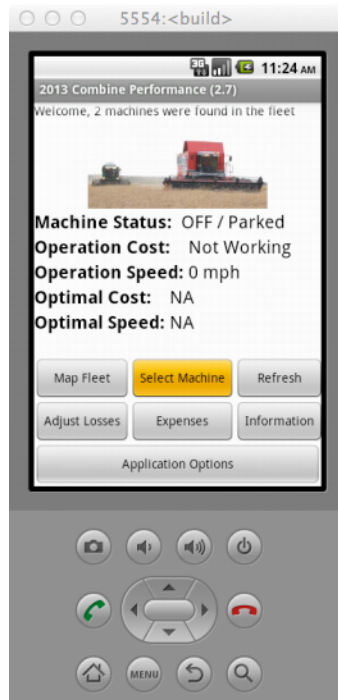 5554:<build>
3G 11:24 AM
2013 Combine Performance (2.7)
Welcome, 2 machines were found in the fleet
Machine Status: OFF / Parked
Operation Cost: Not Working
Operation Speed: 0 mph
Optimal Cost: NA
Optimal Speed: NA
Map Fleet Select Machine Refresh
Adjust Losses Expenses Information
Application Options
MENU